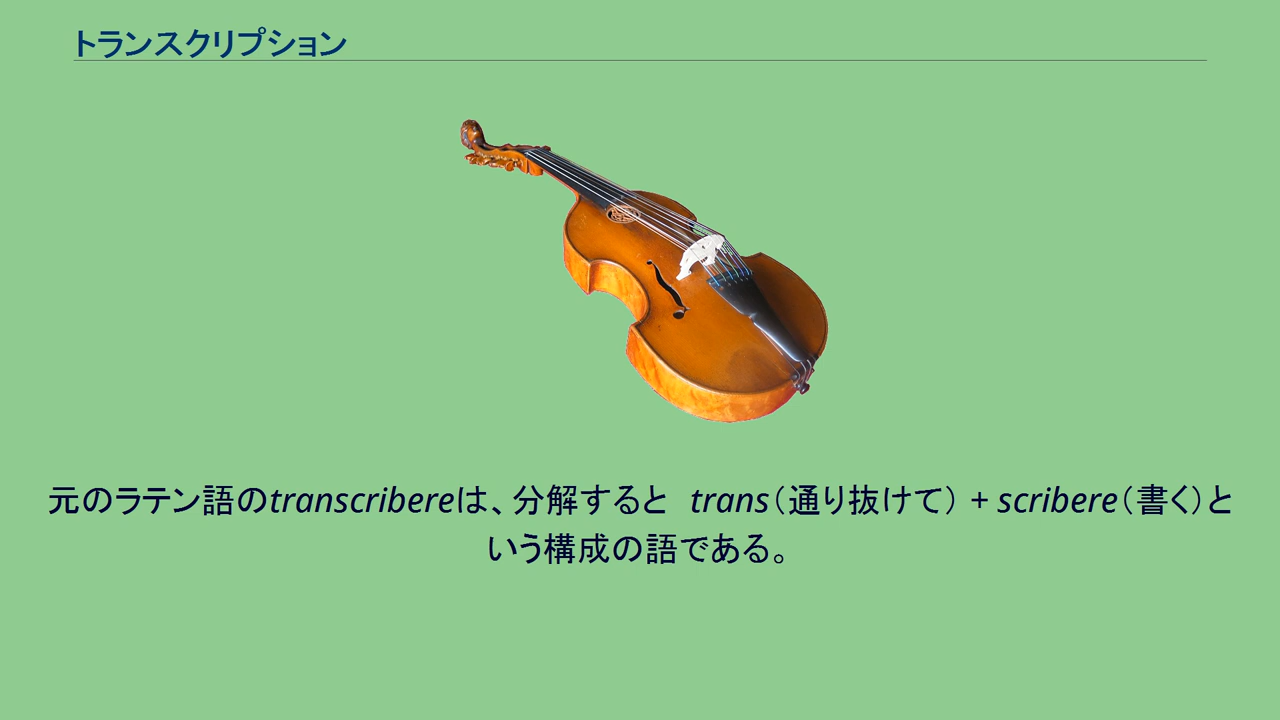 トランスクリプション
元のラテン語のtranscribereは、分解すると trans（通り抜けて） + scribere（書く）と
いう構成の語である。